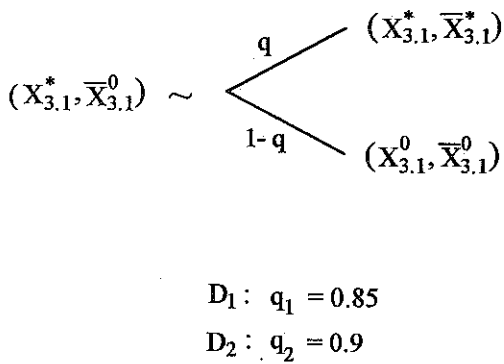 q
(X*3.1, X̅*3.1)
(X*3.1, X̅⁰3.1) ~
1- q
(X⁰3.1, X̅⁰3.1)
D₁ : q₁ = 0.85
D₂ : q₂ = 0.9